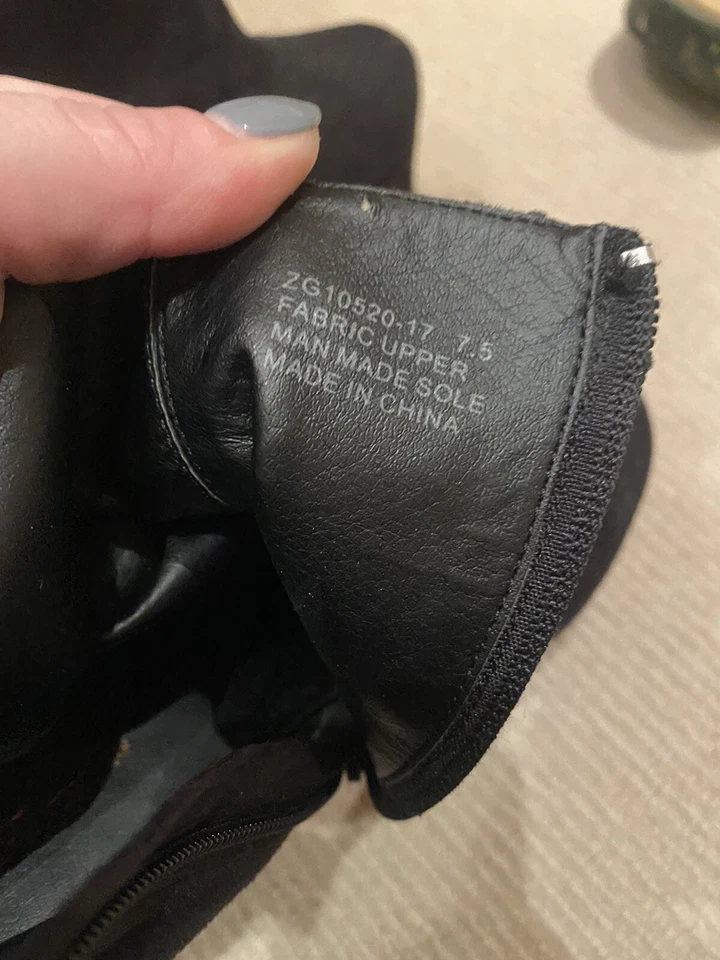 ZG10520-17 7.5
FABRIC UPPER
MAN MADE SOLE
MADE IN CHINA